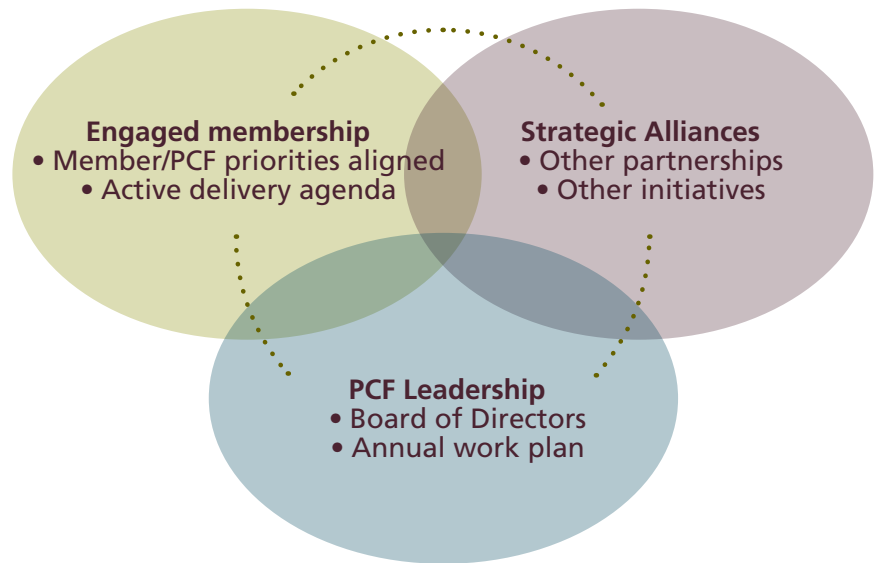 Engaged membership
• Member/PCF priorities aligned
• Active delivery agenda
Strategic Alliances
• Other partnerships
• Other initiatives
PCF Leadership
• Board of Directors
• Annual work plan